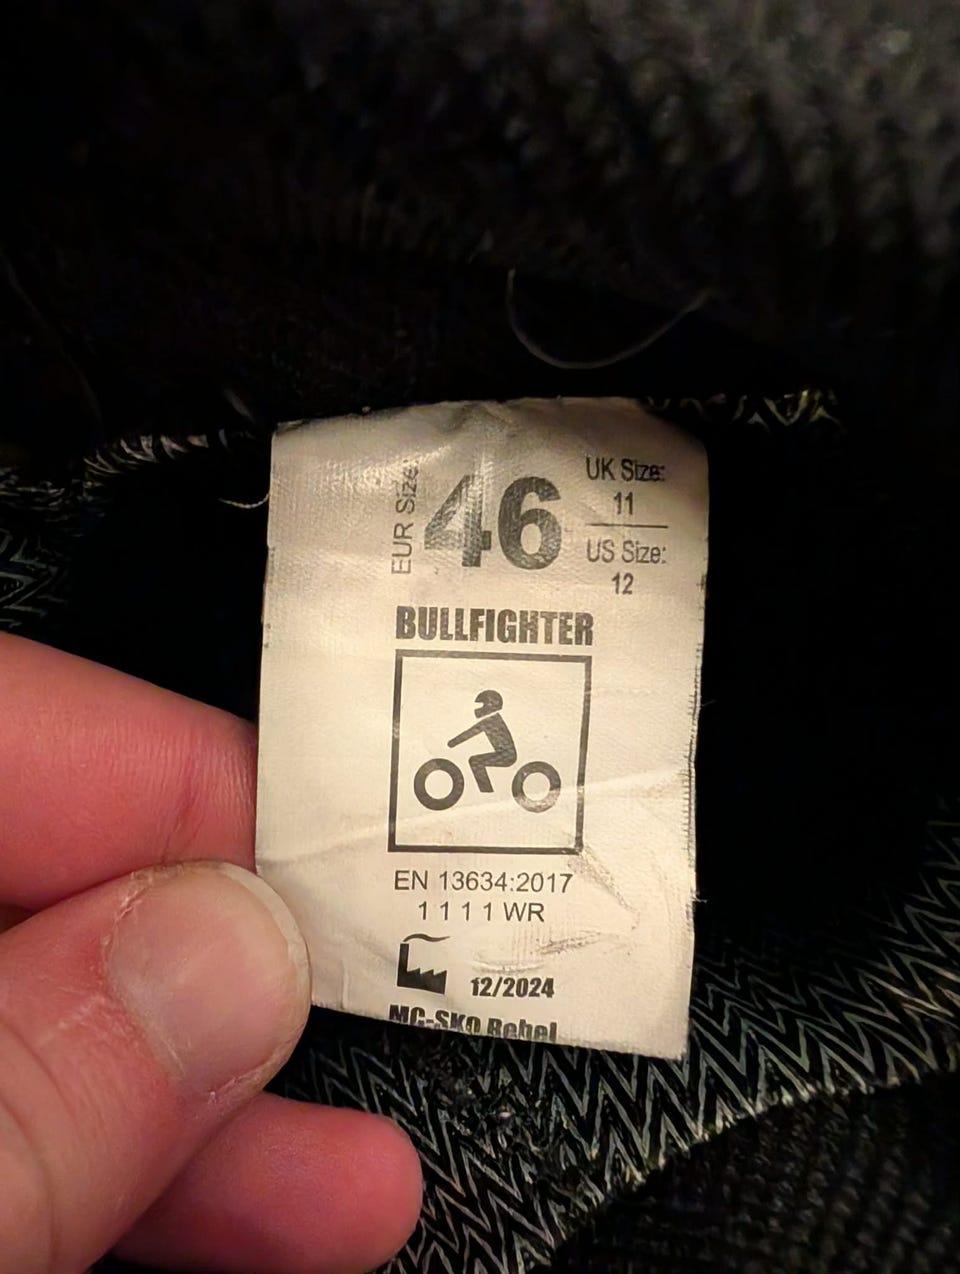 EUR Size:
46
UK Size:
11
US Size:
12
BULLFIGHTER
EN 13634:2017
1 1 1 1 WR
12/2024
MC-SKO Rebel